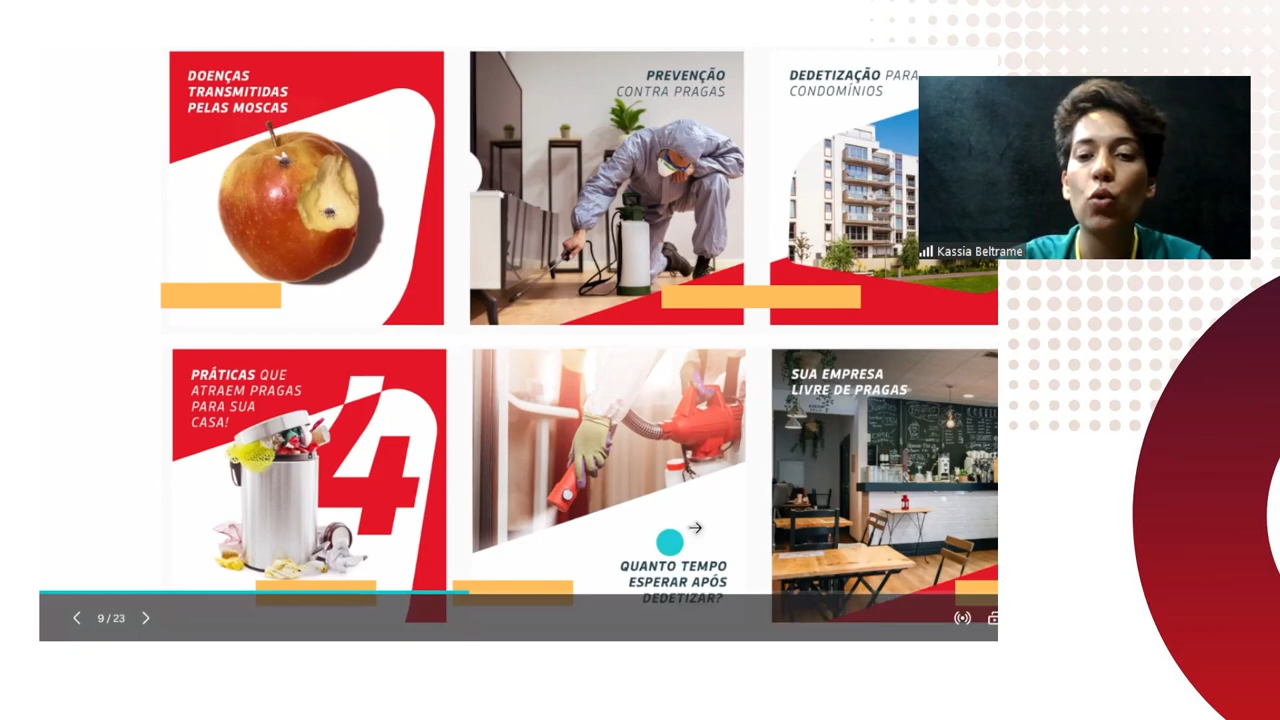 DOENÇAS
TRANSMITIDAS
PELAS MOSCAS
PREVENÇÃO
CONTRA PRAGAS
DEDETIZAÇÃO PARA
CONDOMÍNIOS
Kassia Beltrame
PRÁTICAS QUE
ATRAEM PRAGAS
PARA SUA
CASA!
4
QUANTO TEMPO
ESPERAR APÓS
DEDETIZAR?
SUA EMPRESA
LIVRE DE PRAGAS
9 / 23